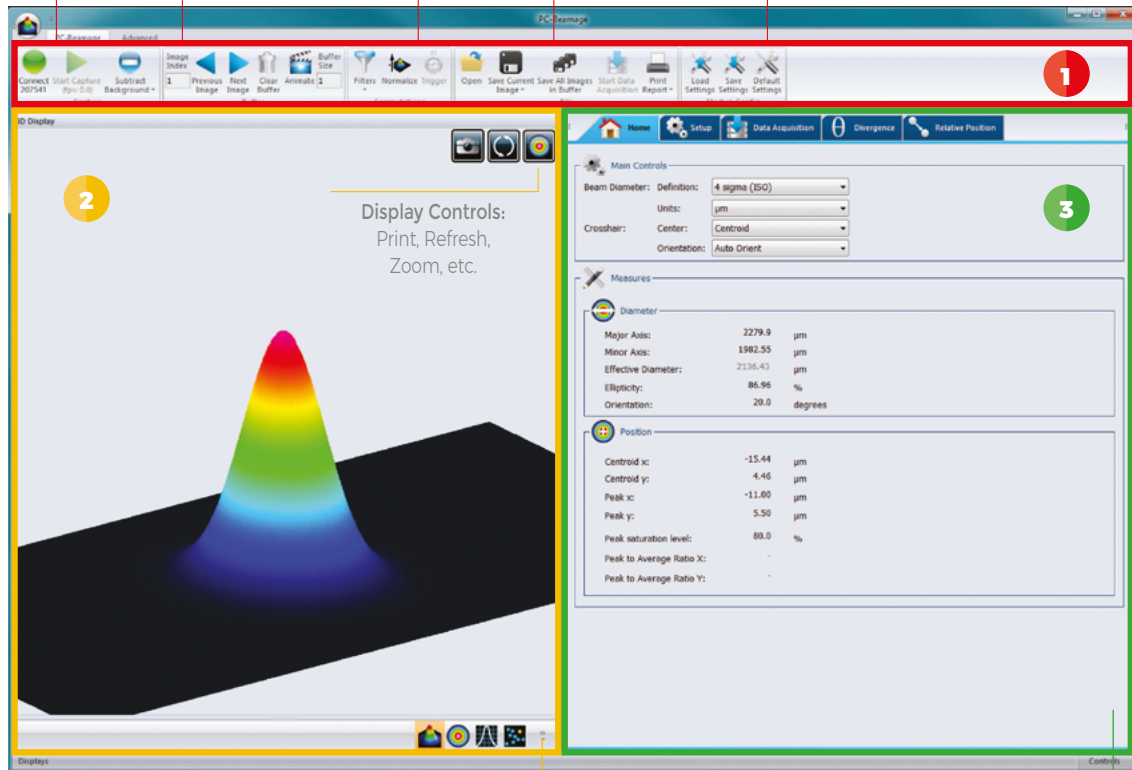 PC-Beamage
PC-Beamage Advanced
Connect
207541
Start Capture
(fps: 0.0)
Subtract
Background
Image
Index
1
Previous
Image
Next
Image
Clear
Buffer
Animate
Buffer
Size
1
Filters
Normalize
Trigger
Open
Save Current
Image
Save All Images
in Buffer
Start Data
Acquisition
Print
Report
Load
Settings
Save
Settings
Default
Settings
1
3D Display
2
Display Controls:
Print, Refresh,
Zoom, etc.
Displays
Home Setup Data Acquisition Divergence Relative Position
3
Main Controls
Beam Diameter: Definition: 4 sigma (ISO)
Units: µm
Crosshair: Center: Centroid
Orientation: Auto Orient
Measures
Diameter
Major Axis: 2279.9 µm
Minor Axis: 1982.55 µm
Effective Diameter: 2136.43 µm
Ellipticity: 86.96 %
Orientation: 20.0 degrees
Position
Centroid x: -15.44 µm
Centroid y: 4.46 µm
Peak x: -11.00 µm
Peak y: 5.50 µm
Peak saturation level: 80.0 %
Peak to Average Ratio X: -
Peak to Average Ratio Y: -
Controls